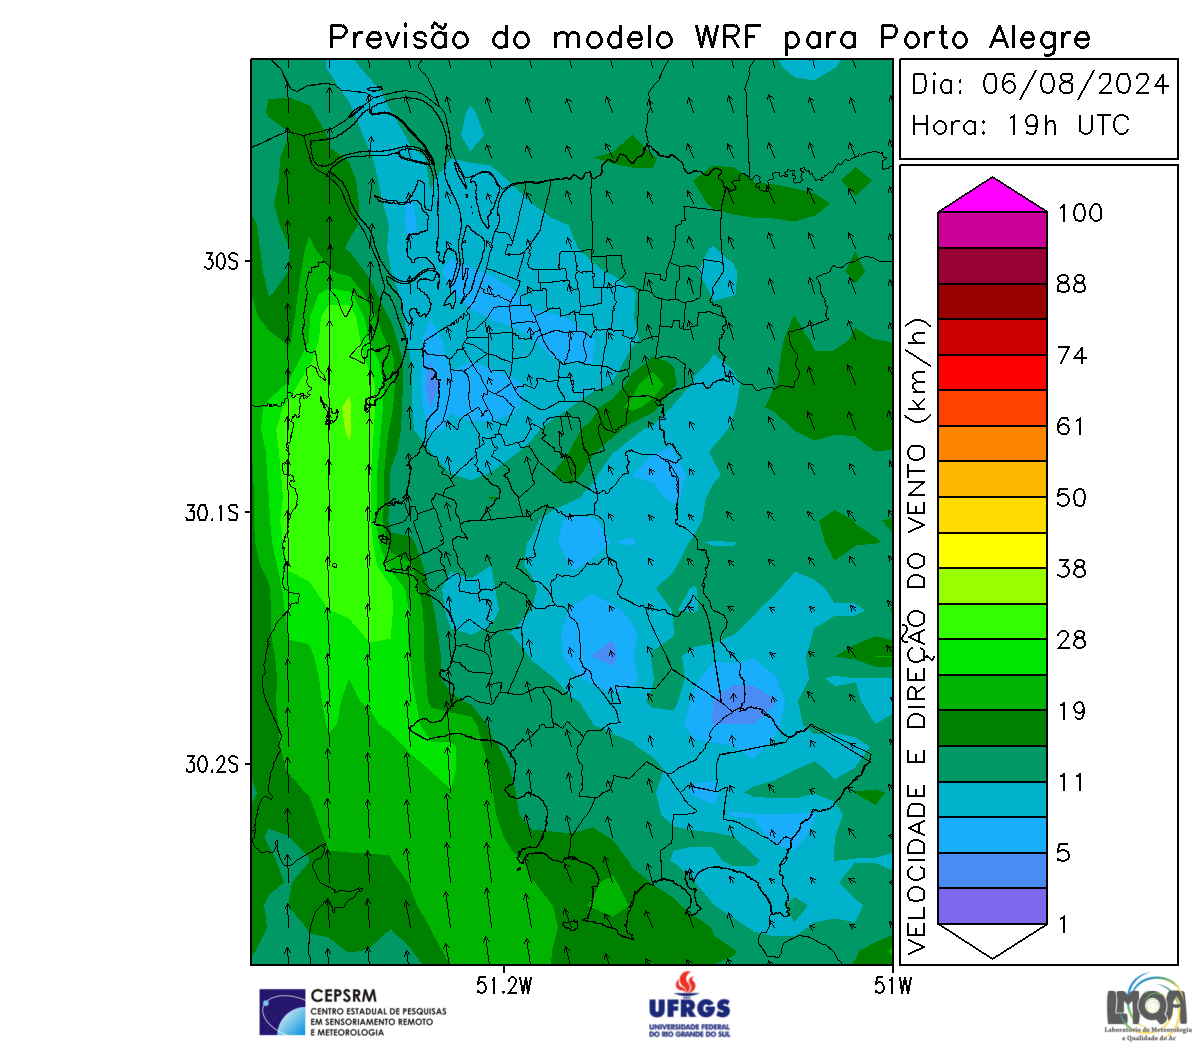 Previsão do modelo WRF para Porto Alegre
Dia: 06/08/2024
Hora: 19h UTC
VELOCIDADE E DIREÇÃO DO VENTO (km/h)
100
88
74
61
50
38
28
19
11
5
1
30S
30.1S
30.2S
51.2W
51W
CEPSRM
CENTRO ESTADUAL DE PESQUISAS
EM SENSORIAMENTO REMOTO
E METEOROLOGIA
UFRGS
UNIVERSIDADE FEDERAL
DO RIO GRANDE DO SUL
LMQA
Laboratório de Meteorologia
e Qualidade do Ar